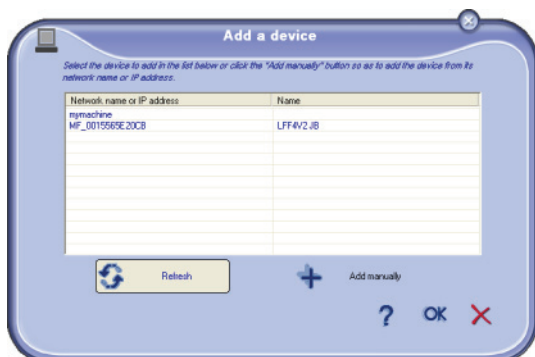 Add a device
Select the device to add in the list below or click the "Add manually" button so as to add the device from its
network name or IP address.
Network name or IP address Name
mymachine
MF_0015565E20CB LFF4V2 JB
Refresh Add manually
? OK